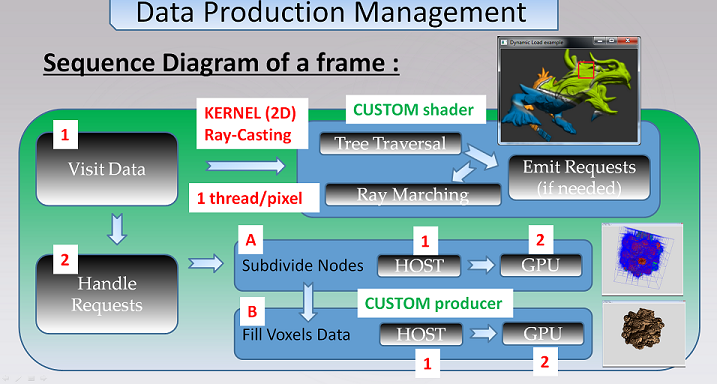 Data Production Management
Sequence Diagram of a frame :
Dynamic Load example
KERNEL (2D)
Ray-Casting
CUSTOM shader
1
Visit Data
Tree Traversal
Emit Requests
(if needed)
1 thread/pixel
Ray Marching
2
Handle
Requests
A
Subdivide Nodes
1
HOST
2
GPU
B
Fill Voxels Data
CUSTOM producer
HOST
GPU
1
2